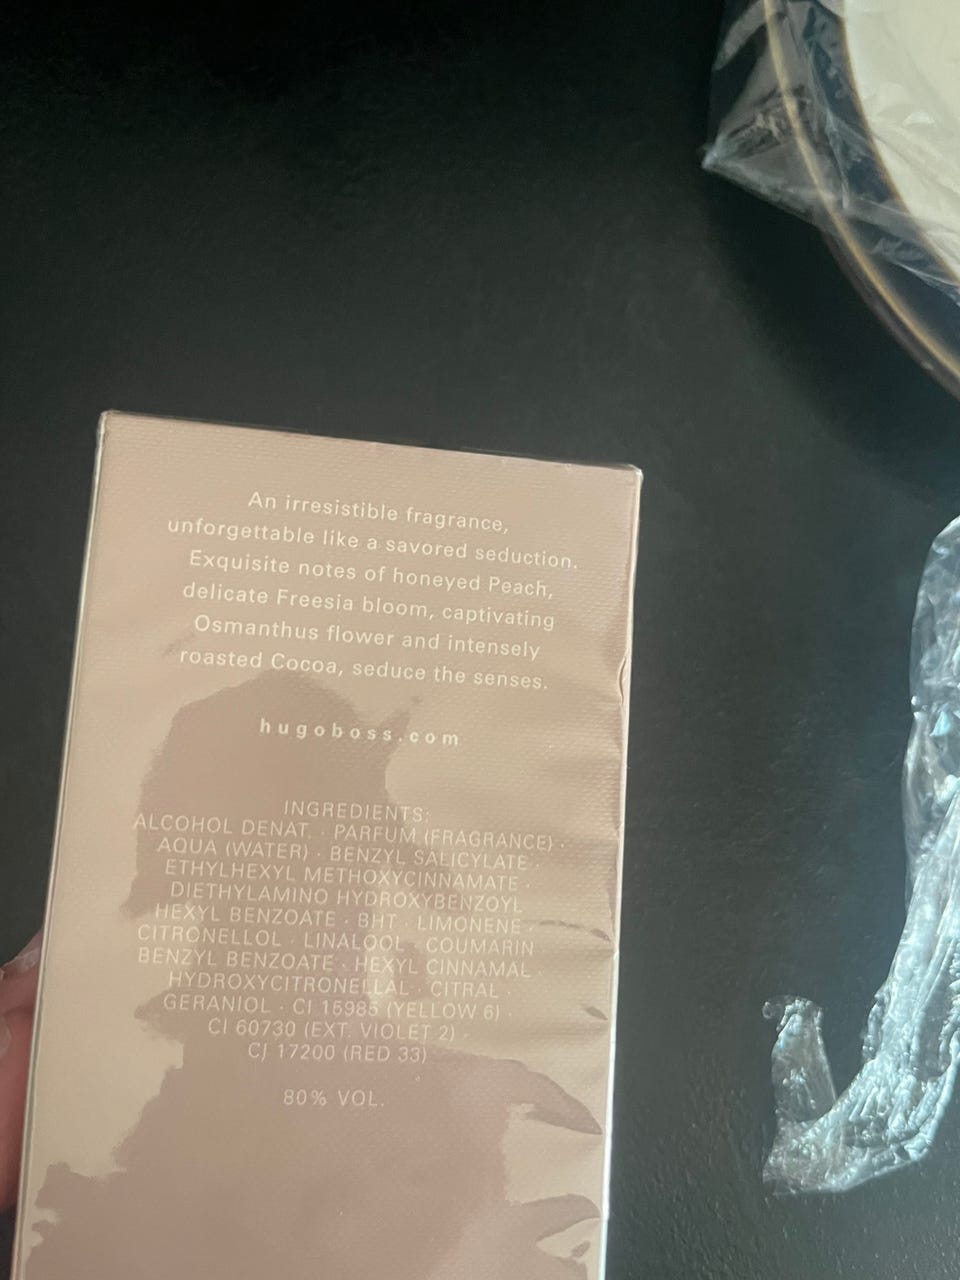 An irresistible fragrance,
unforgettable like a savored seduction.
Exquisite notes of honeyed Peach,
delicate Freesia bloom, captivating
Osmanthus flower and intensely
roasted Cocoa, seduce the senses.
hugoboss.com
INGREDIENTS:
ALCOHOL DENAT. · PARFUM (FRAGRANCE) ·
AQUA (WATER) · BENZYL SALICYLATE ·
ETHYLHEXYL METHOXYCINNAMATE ·
DIETHYLAMINO HYDROXYBENZOYL
HEXYL BENZOATE · BHT · LIMONENE ·
CITRONELLOL · LINALOOL · COUMARIN
BENZYL BENZOATE · HEXYL CINNAMAL ·
HYDROXYCITRONELLAL · CITRAL ·
GERANIOL · CI 15985 (YELLOW 6) ·
CI 60730 (EXT. VIOLET 2) ·
CI 17200 (RED 33)
80% VOL.